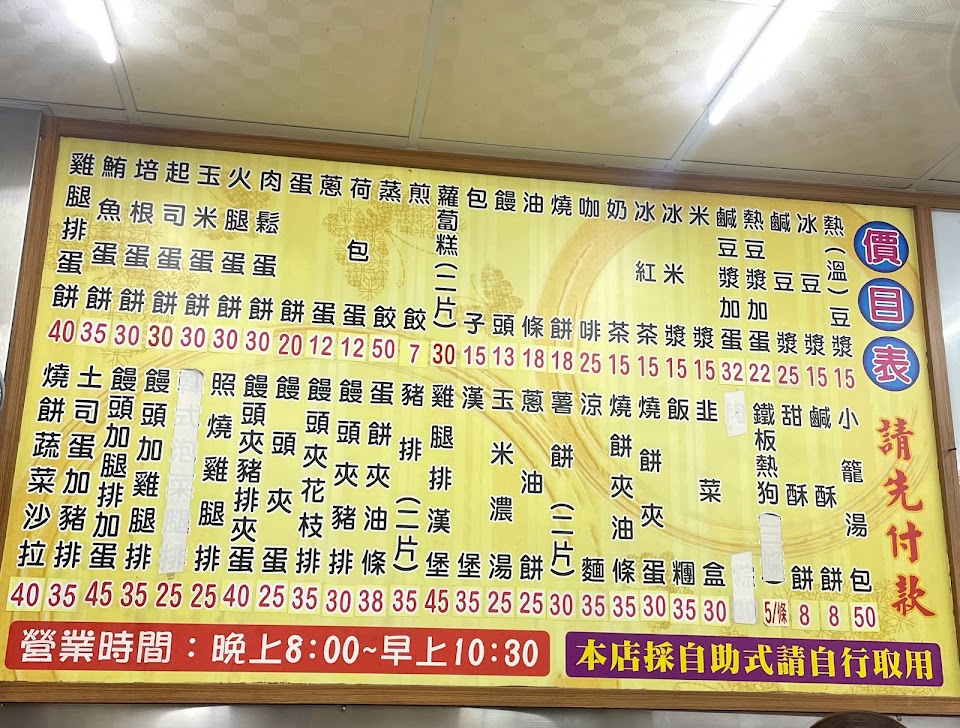 價目表
請先付款
熱(溫)豆漿 15
冰豆漿 15
鹹豆漿 25
熱豆漿加蛋 22
鹹豆漿加蛋 32
米漿 15
冰米漿 15
冰紅茶 15
奶茶 15
咖啡 25
燒餅 18
油條 18
饅頭 13
包子 15
蘿蔔糕(二片) 30
煎餃 7
蒸餃 50
荷包蛋 12
蔥蛋 12
蛋餅 20
肉鬆蛋餅 30
火腿蛋餅 30
玉米蛋餅 30
起司蛋餅 30
培根蛋餅 30
鮪魚蛋餅 35
雞腿排蛋餅 40
小籠湯包 50
鹹酥餅 8
甜酥餅 8
鐵板熱狗 5/條
韭菜盒 30
飯糰 35
燒餅夾蛋 30
燒餅夾油條 35
涼麵 35
薯餅(二片) 30
蔥油餅 25
玉米濃湯 25
漢堡 35
雞腿排漢堡 45
豬排(二片) 35
蛋餅夾油條 38
饅頭夾豬排 30
饅頭夾花枝排 35
饅頭夾蛋 25
饅頭夾豬排夾蛋 40
照燒雞腿排 25
式泡菜腿排 25
饅頭加雞腿排 35
饅頭加腿排加蛋 45
土司蛋加豬排 35
燒餅蔬菜沙拉 40
營業時間：晚上8:00~早上10:30
本店採自助式請自行取用